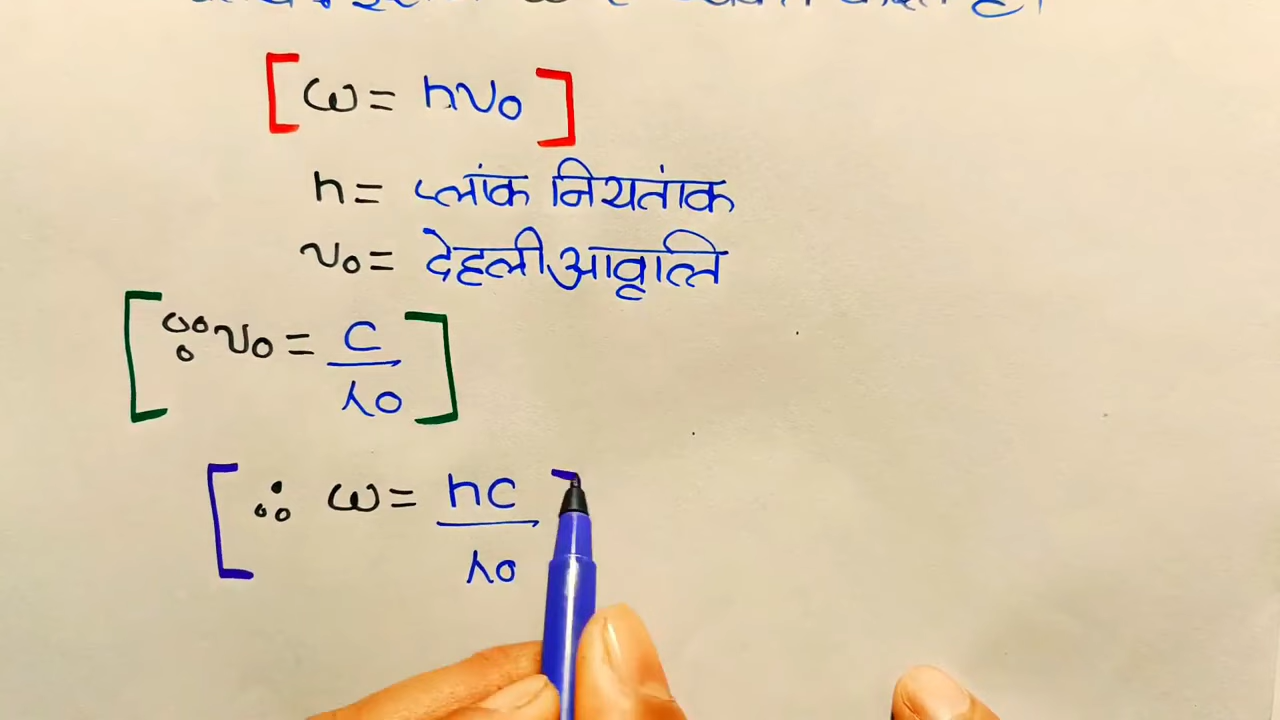 [ω = hν₀]
h = प्लांक नियतांक
ν₀ = देहली आवृत्ति
[∵ ν₀ = c/λ₀]
[∴ ω = hc/λ₀